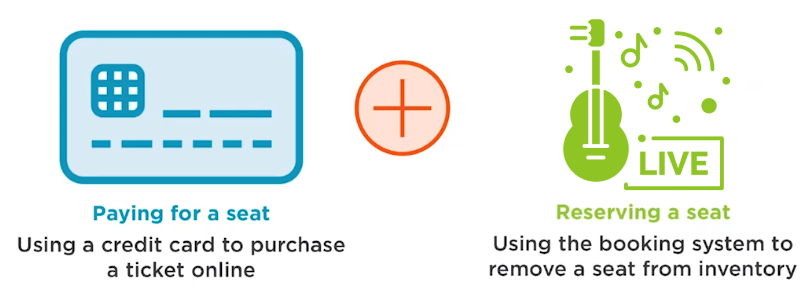 LIVE
Paying for a seat
Using a credit card to purchase
a ticket online
Reserving a seat
Using the booking system to
remove a seat from inventory